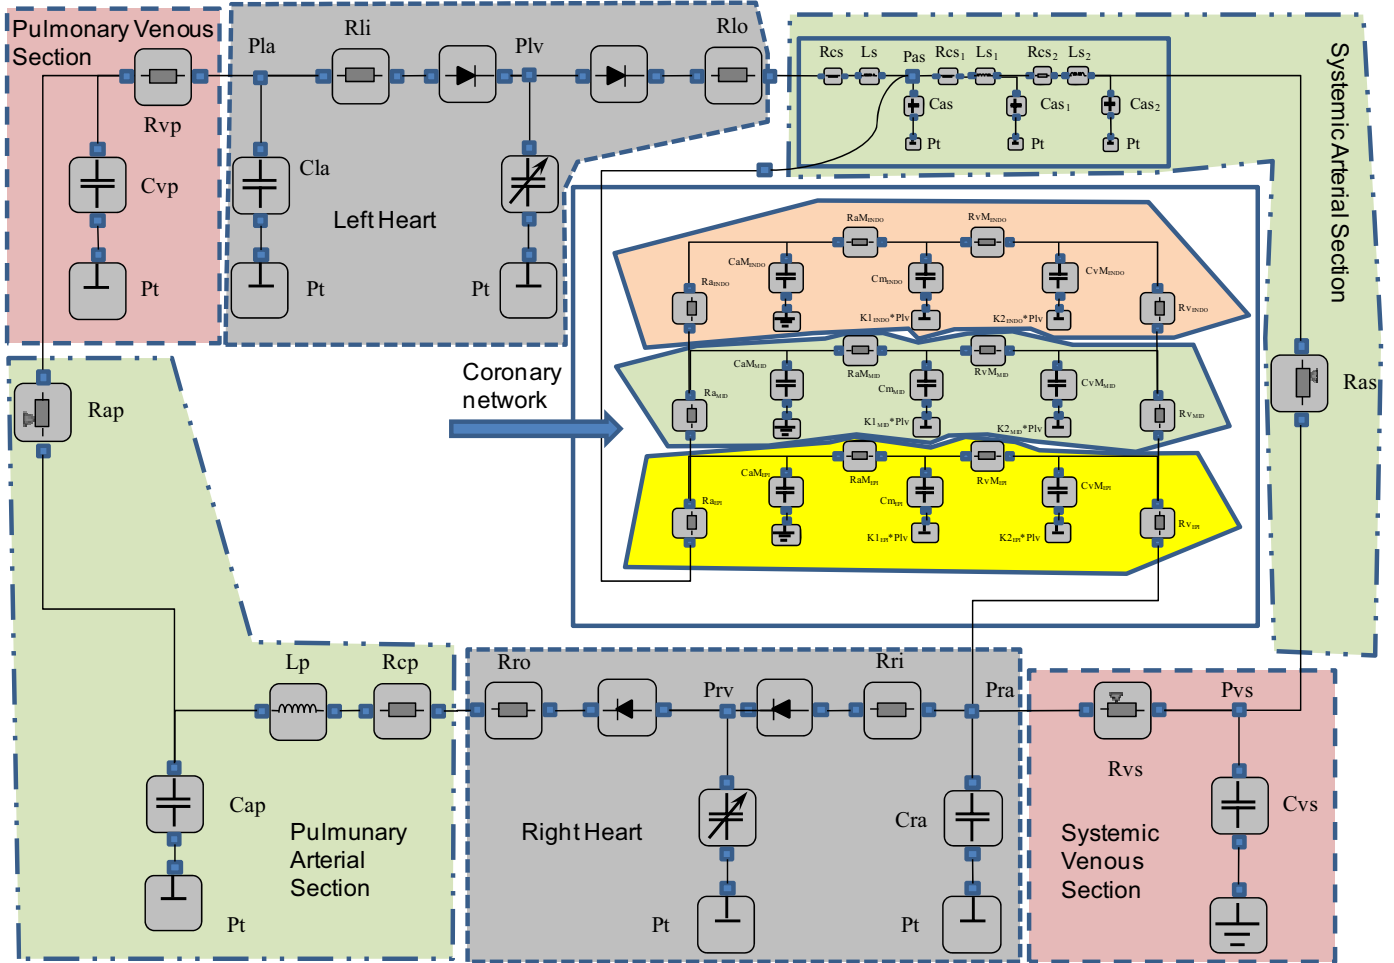 Pulmonary Venous
Section
Rvp
Cvp
Pt
Pla
Rli
Plv
Rlo
Cla
Left Heart
Pt
Pt
Rcs
Ls
Pas
Rcs1
Ls1
Rcs2
Ls2
Cas
Cas1
Cas2
Pt
Pt
Pt
Systemic Arterial Section
Ras
Coronary
network
RaMENDO
RvMENDO
CaMENDO
CmENDO
CvMENDO
RaENDO
RvENDO
K1ENDO*Plv
K2ENDO*Plv
CaMMID
RaMMID
RvMMID
CmMID
CvMMID
RaMID
RvMID
K1MID*Plv
K2MID*Plv
CaMEPI
RaMEPI
RvMEPI
CmEPI
CvMEPI
RaEPI
RvEPI
K1EPI*Plv
K2EPI*Plv
Rap
Lp
Rcp
Cap
Pulmunary
Arterial
Section
Pt
Rro
Prv
Rri
Pra
Right Heart
Cra
Pt
Pt
Rvs
Pvs
Cvs
Systemic
Venous
Section